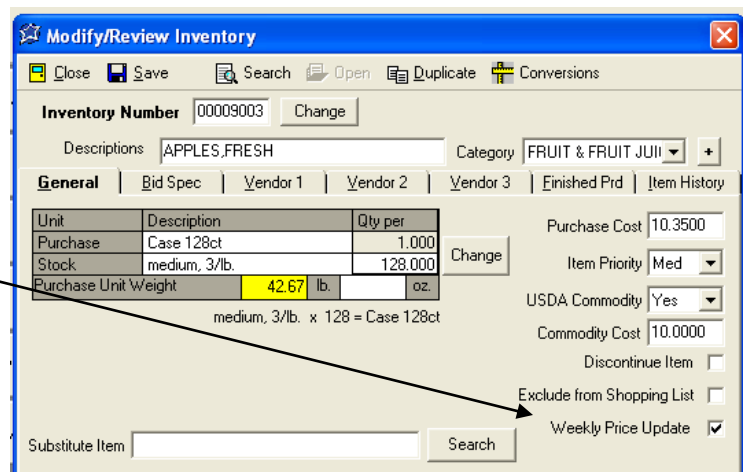 Modify/Review Inventory
Close Save Search Open Duplicate Conversions
Inventory Number 00009003 Change
Descriptions APPLES,FRESH Category FRUIT & FRUIT JUI +
General Bid Spec Vendor 1 Vendor 2 Vendor 3 Finished Prd Item History
Unit Description Qty per
Purchase Case 128ct 1.000
Stock medium, 3/lb. 128.000
Change
Purchase Unit Weight 42.67 lb. oz.
medium, 3/lb. x 128 = Case 128ct
Purchase Cost 10.3500
Item Priority Med
USDA Commodity Yes
Commodity Cost 10.0000
Discontinue Item
Exclude from Shopping List
Weekly Price Update
Substitute Item Search